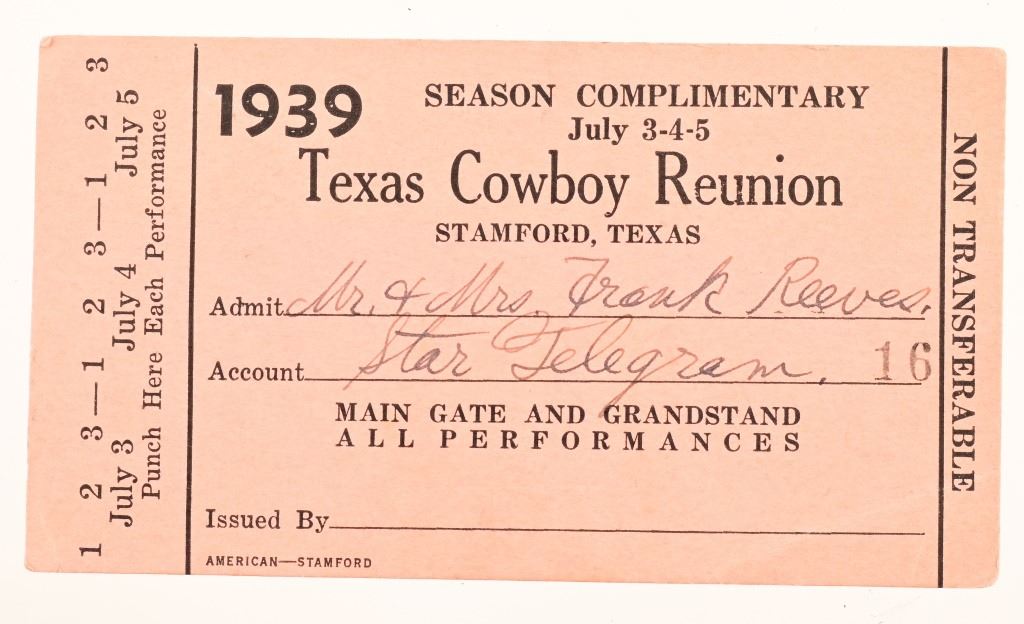 1 2 3—1 2 3—1 2 3
July 3 July 4 July 5
Punch Here Each Performance
1939
SEASON COMPLIMENTARY
July 3-4-5
Texas Cowboy Reunion
STAMFORD, TEXAS
Admit Mr. & Mrs. Frank Reeves.
Account Star Telegram. 16
MAIN GATE AND GRANDSTAND
ALL PERFORMANCES
Issued By
AMERICAN—STAMFORD
NON TRANSFERABLE